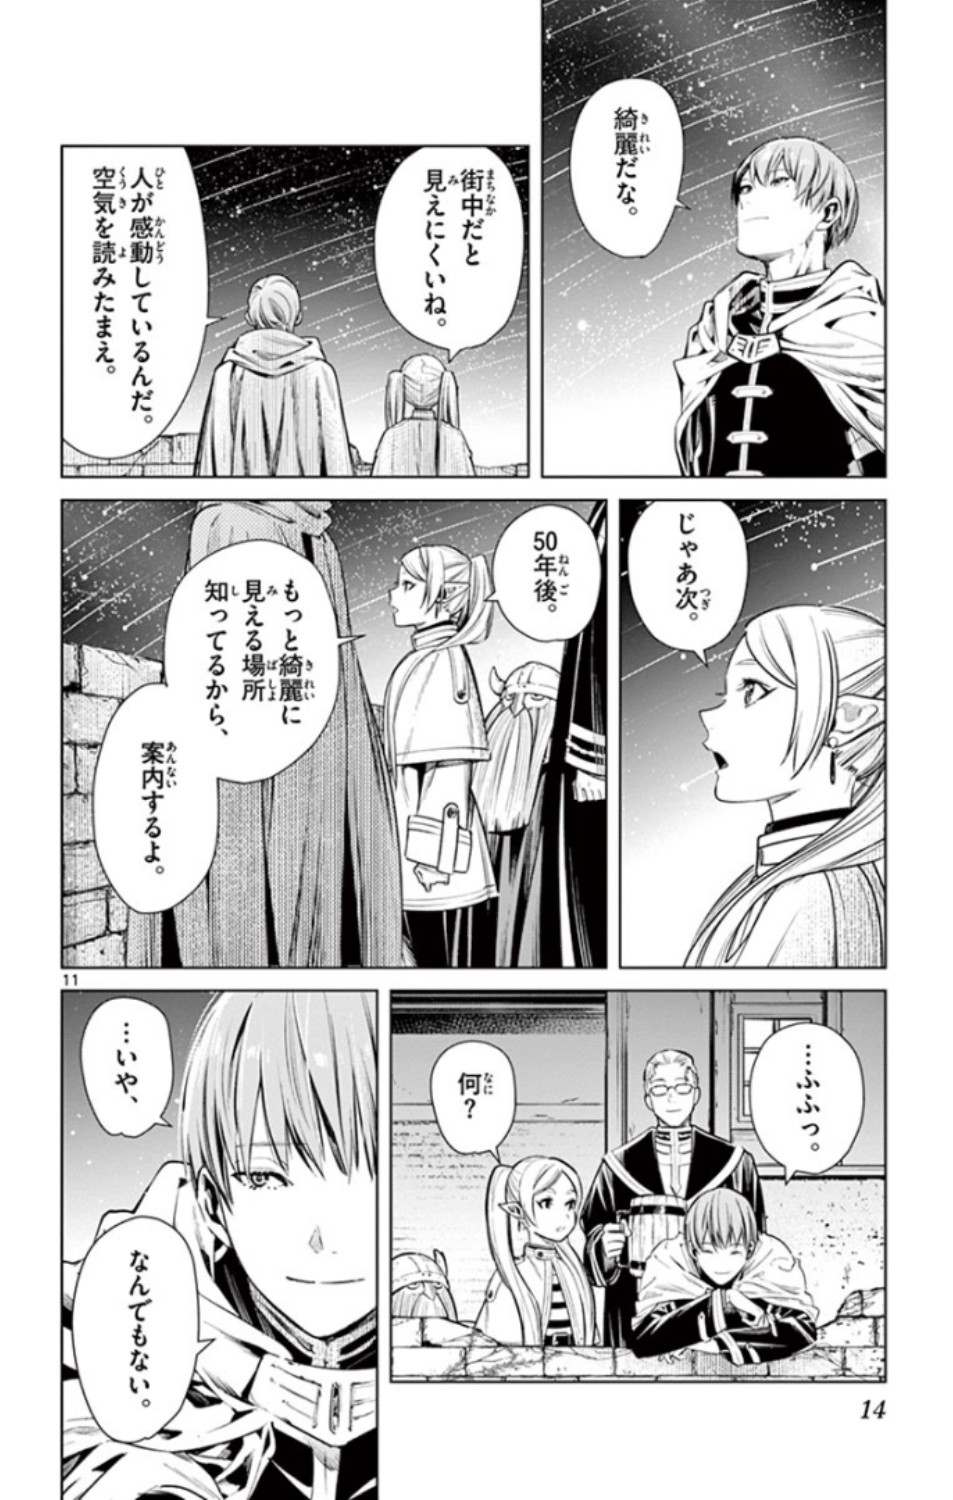 綺麗だな。
街中だと
見えにくいね。
人が感動しているんだ。
空気を読みたまえ。
じゃあ次。
50年後。
もっと綺麗に
見える場所
知ってるから、
案内するよ。
11
…ふふっ。
何?
…いや、
なんでもない。
14